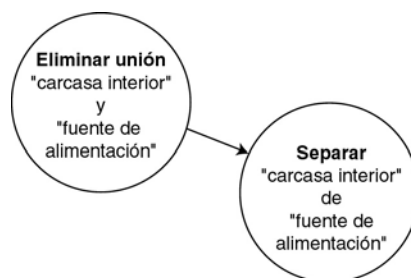 Eliminar unión
"carcasa interior"
y
"fuente de
alimentación"
Separar
"carcasa interior"
de
"fuente de
alimentación"